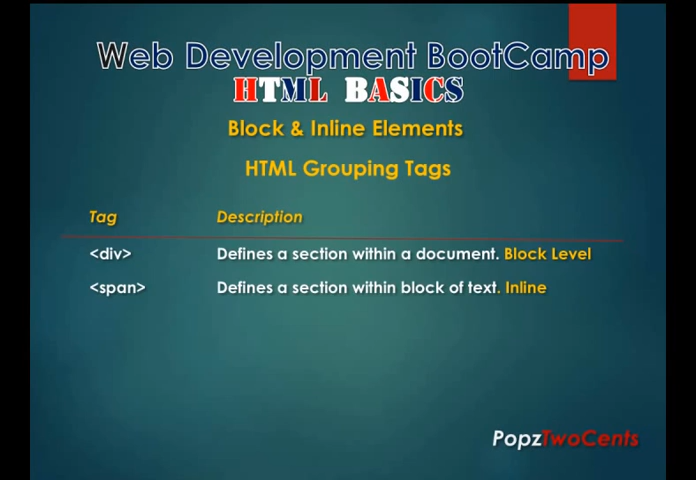 Web Development BootCamp
HTML BASICS
Block & Inline Elements
HTML Grouping Tags
Tag Description
<div> Defines a section within a document. Block Level
<span> Defines a section within block of text. Inline
PopzTwoCents